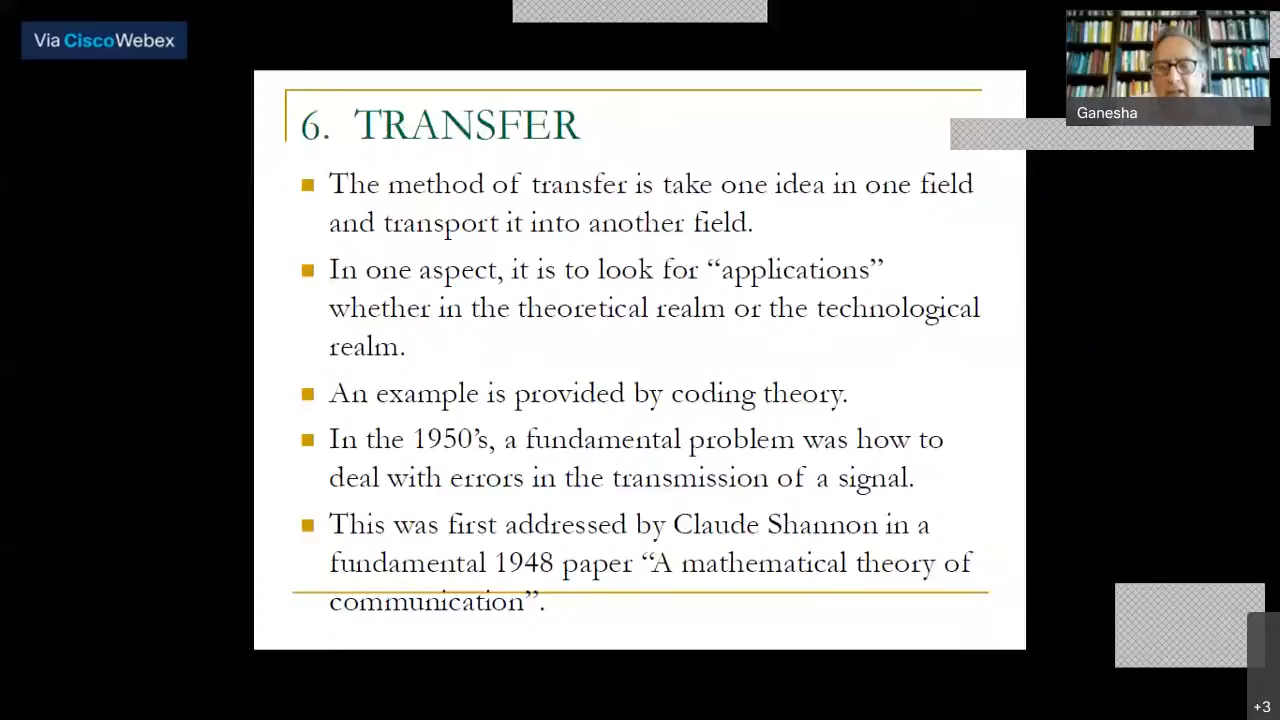 Via Cisco Webex
Ganesha
6. TRANSFER
The method of transfer is take one idea in one field
and transport it into another field.
In one aspect, it is to look for “applications”
whether in the theoretical realm or the technological
realm.
An example is provided by coding theory.
In the 1950’s, a fundamental problem was how to
deal with errors in the transmission of a signal.
This was first addressed by Claude Shannon in a
fundamental 1948 paper “A mathematical theory of
communication”.
+3